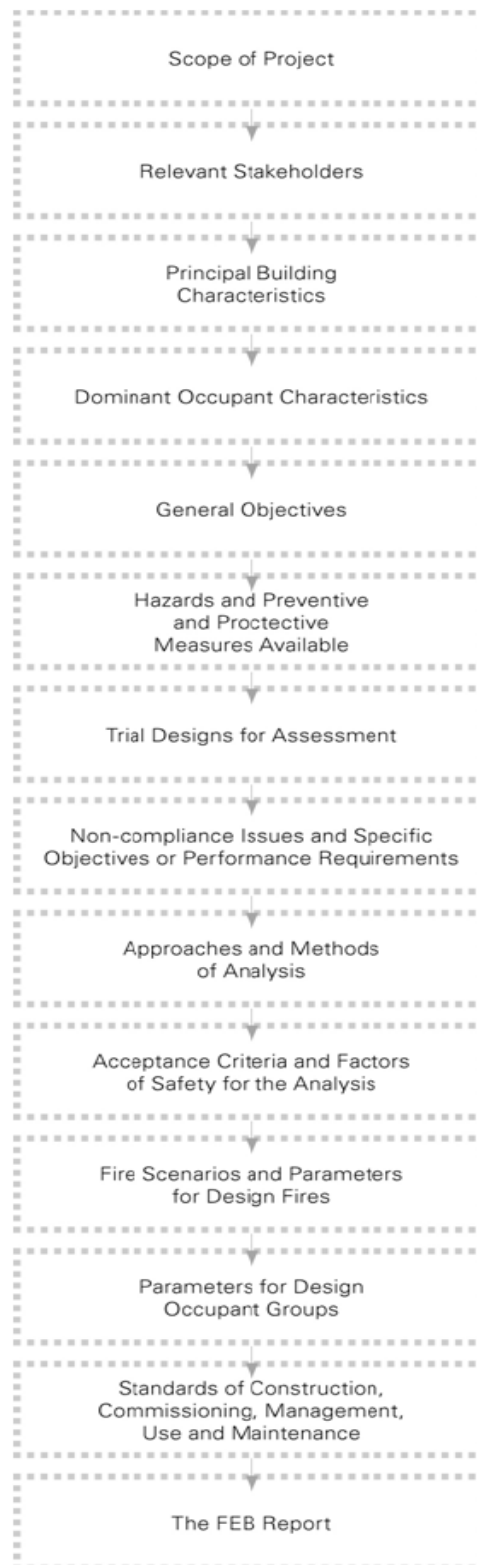 Scope of Project
Relevant Stakeholders
Principal Building
Characteristics
Dominant Occupant Characteristics
General Objectives
Hazards and Preventive
and Proctective
Measures Available
Trial Designs for Assessment
Non-compliance Issues and Specific
Objectives or Performance Requirements
Approaches and Methods
of Analysis
Acceptance Criteria and Factors
of Safety for the Analysis
Fire Scenarios and Parameters
for Design Fires
Parameters for Design
Occupant Groups
Standards of Construction,
Commissioning, Management,
Use and Maintenance
The FEB Report